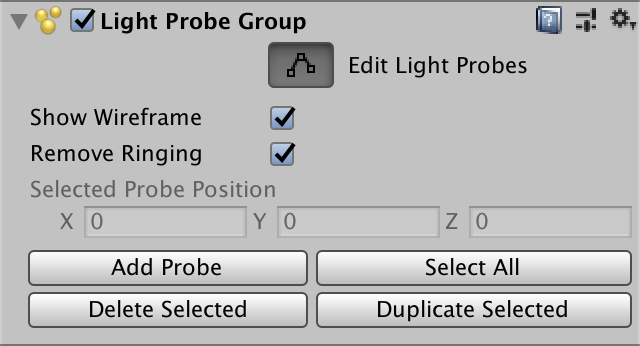 Light Probe Group
Edit Light Probes
Show Wireframe
Remove Ringing
Selected Probe Position
X 0 Y 0 Z 0
Add Probe Select All
Delete Selected Duplicate Selected